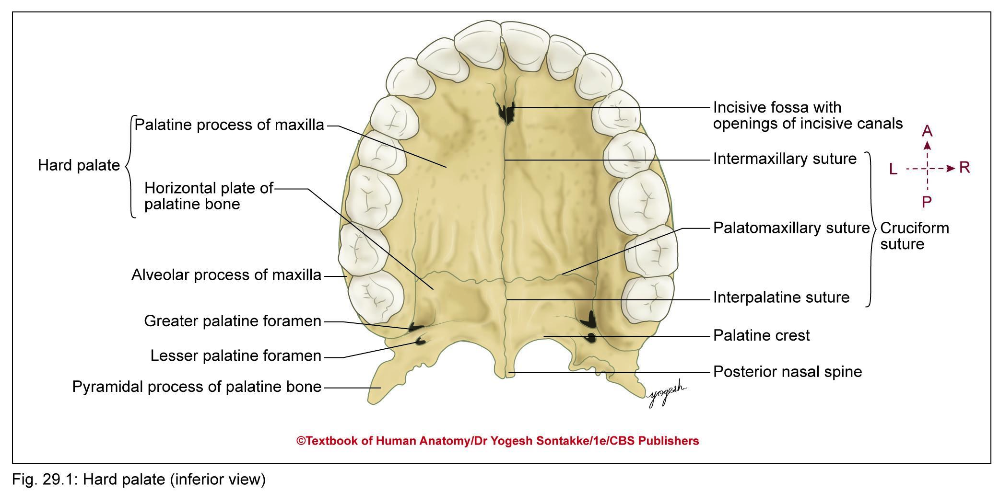 Palatine process of maxilla
Hard palate
Horizontal plate of
palatine bone
Alveolar process of maxilla
Greater palatine foramen
Lesser palatine foramen
Pyramidal process of palatine bone
Incisive fossa with
openings of incisive canals
Intermaxillary suture
Palatomaxillary suture
Cruciform
suture
Interpalatine suture
Palatine crest
Posterior nasal spine
A
L
R
P
yogesh
©Textbook of Human Anatomy/Dr Yogesh Sontakke/1e/CBS Publishers
Fig. 29.1: Hard palate (inferior view)